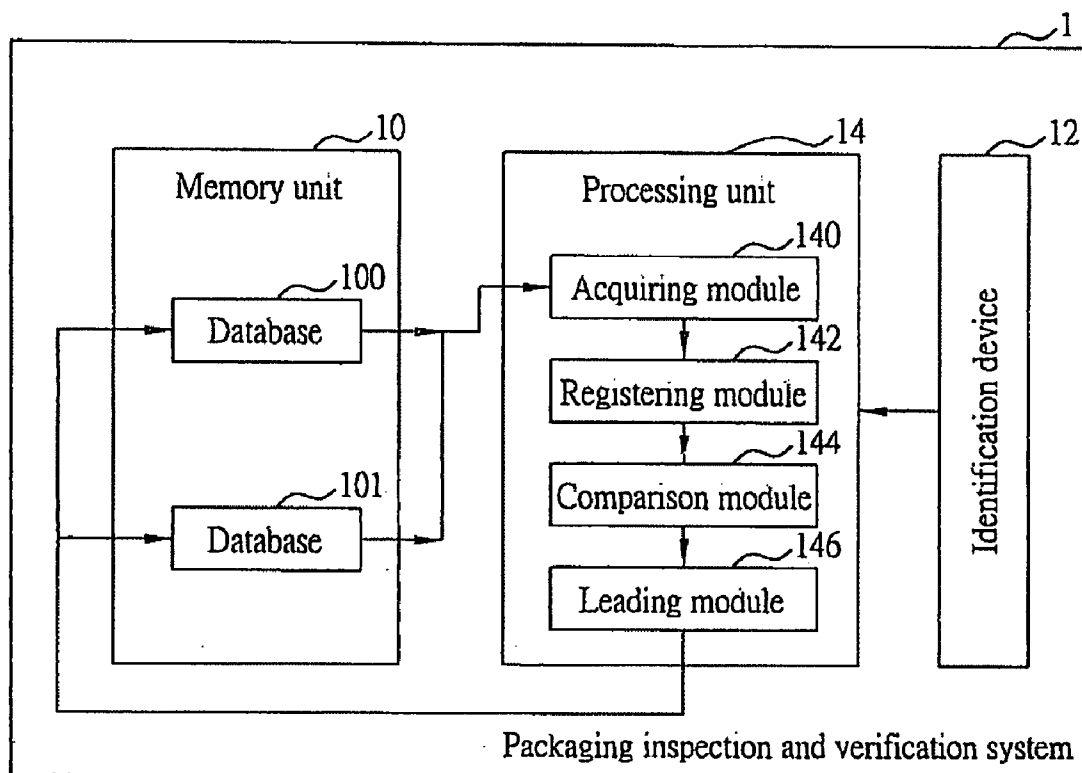 1
10
14
12
Memory unit
Processing unit
140
Acquiring module
100
Database
142
Registering module
144
Comparison module
101
Database
146
Leading module
Identification device
Packaging inspection and verification system